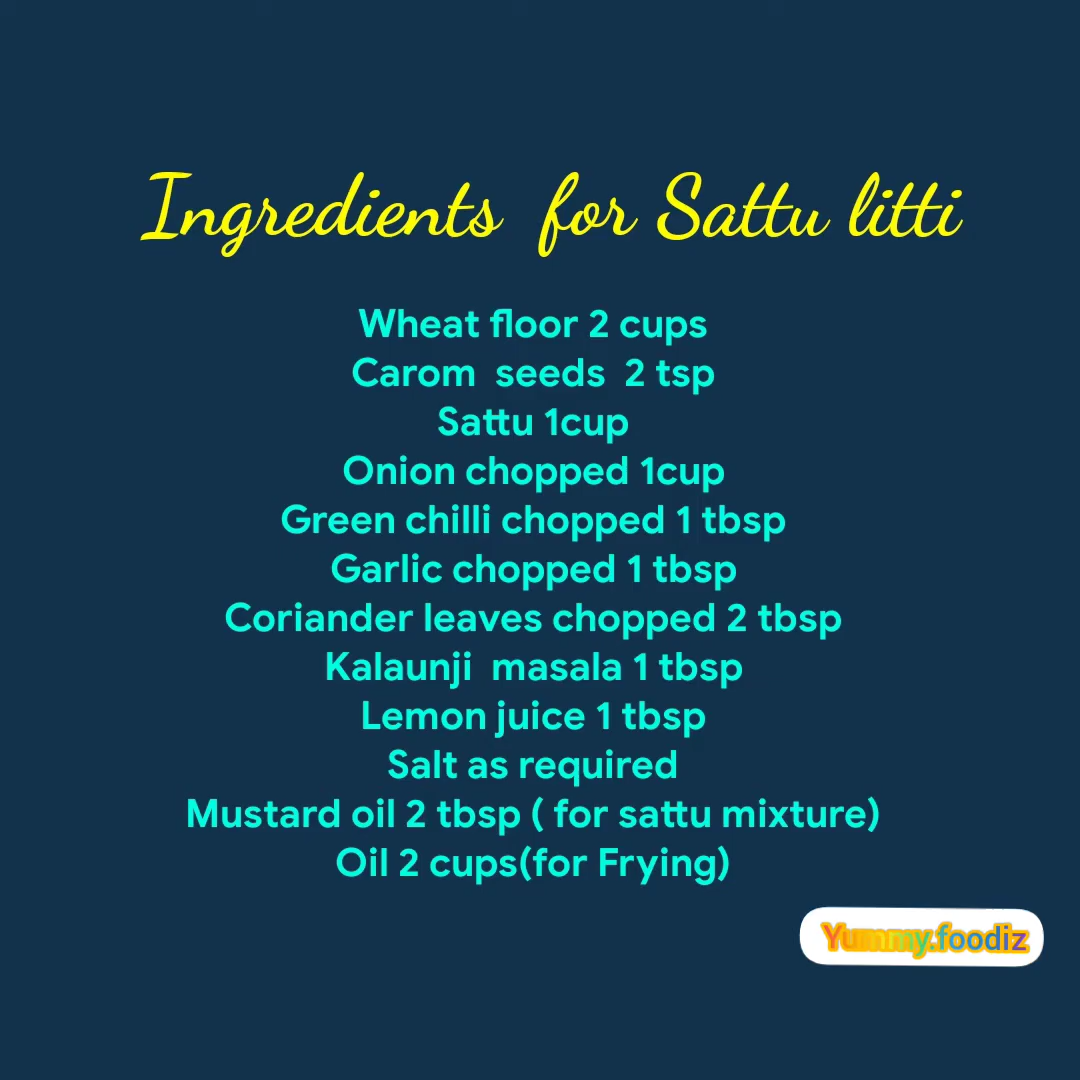 Ingredients for Sattu litti
Wheat floor 2 cups
Carom seeds 2 tsp
Sattu 1cup
Onion chopped 1cup
Green chilli chopped 1 tbsp
Garlic chopped 1 tbsp
Coriander leaves chopped 2 tbsp
Kalaunji masala 1 tbsp
Lemon juice 1 tbsp
Salt as required
Mustard oil 2 tbsp ( for sattu mixture)
Oil 2 cups(for Frying)
Yummy.foodiz